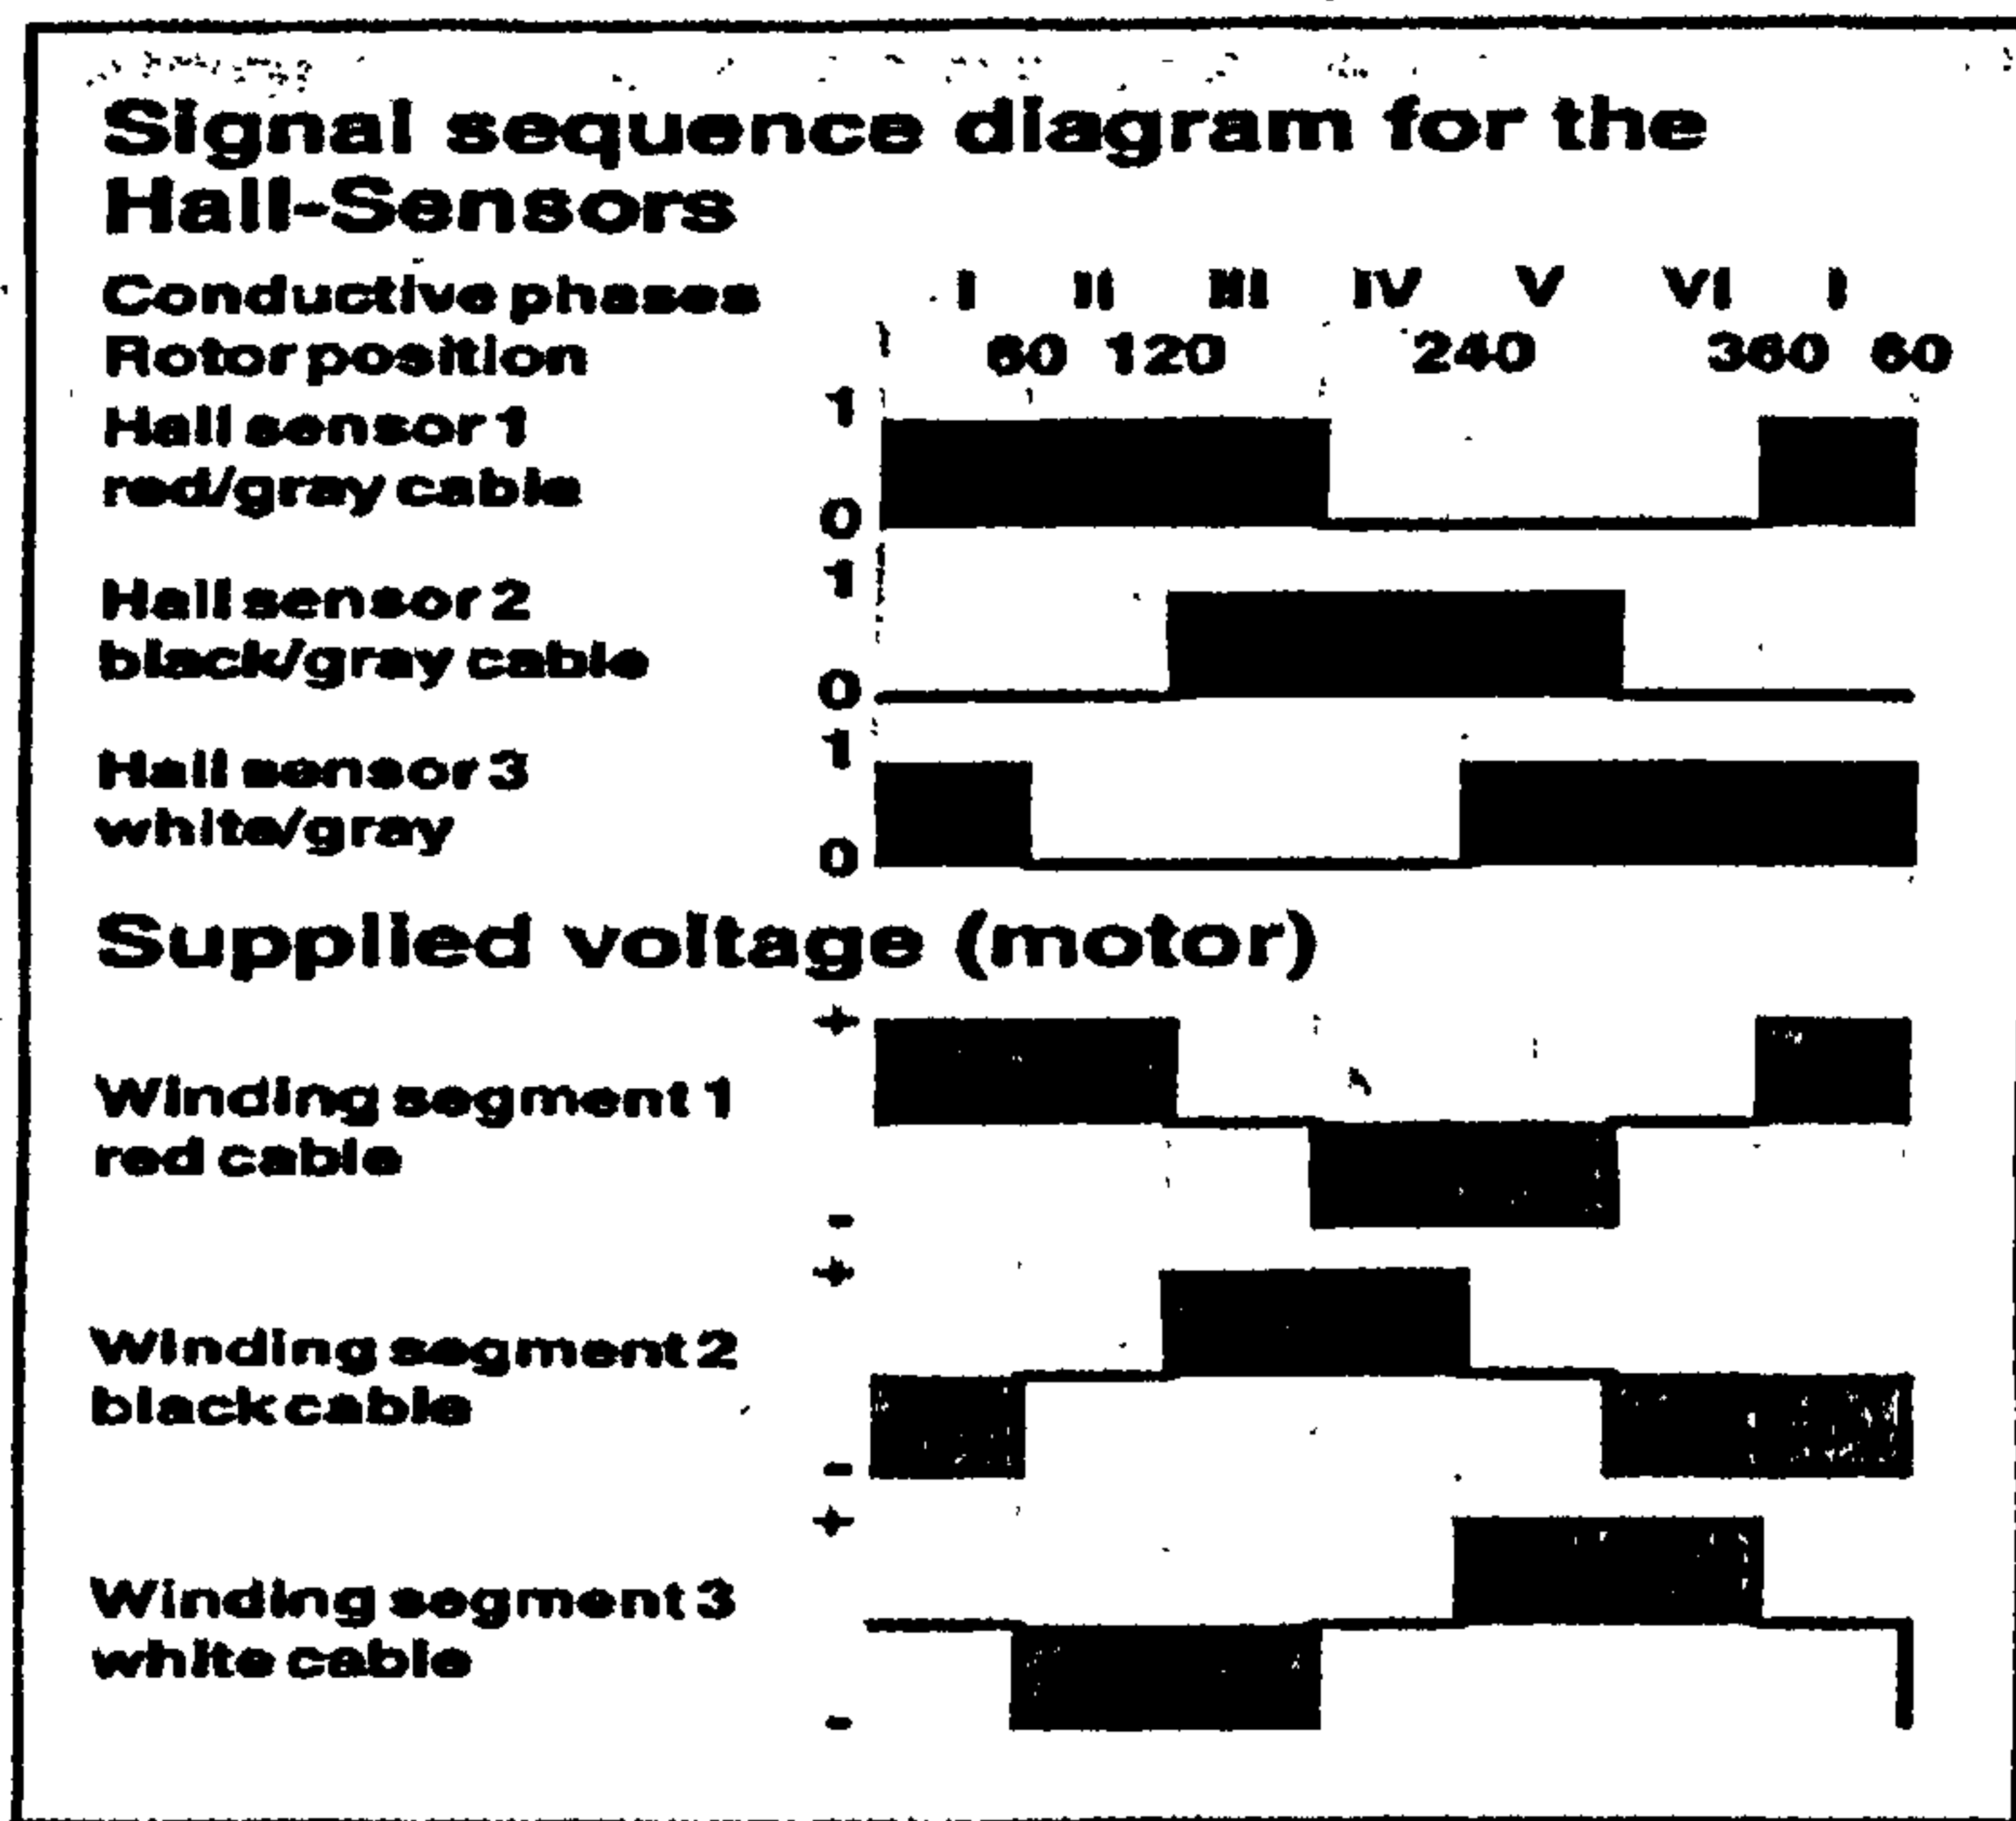 Signal sequence diagram for the
Hall-Sensors
Conductive phases I II III IV V VI I
Rotor position 60 120 240 360 60
Hall sensor 1 1
red/gray cable 0
Hall sensor 2 1
black/gray cable 0
Hall sensor 3 1
white/gray 0
Supplied voltage (motor)
+
Winding segment 1
red cable
-
+
Winding segment 2
black cable
-
+
Winding segment 3
white cable
-